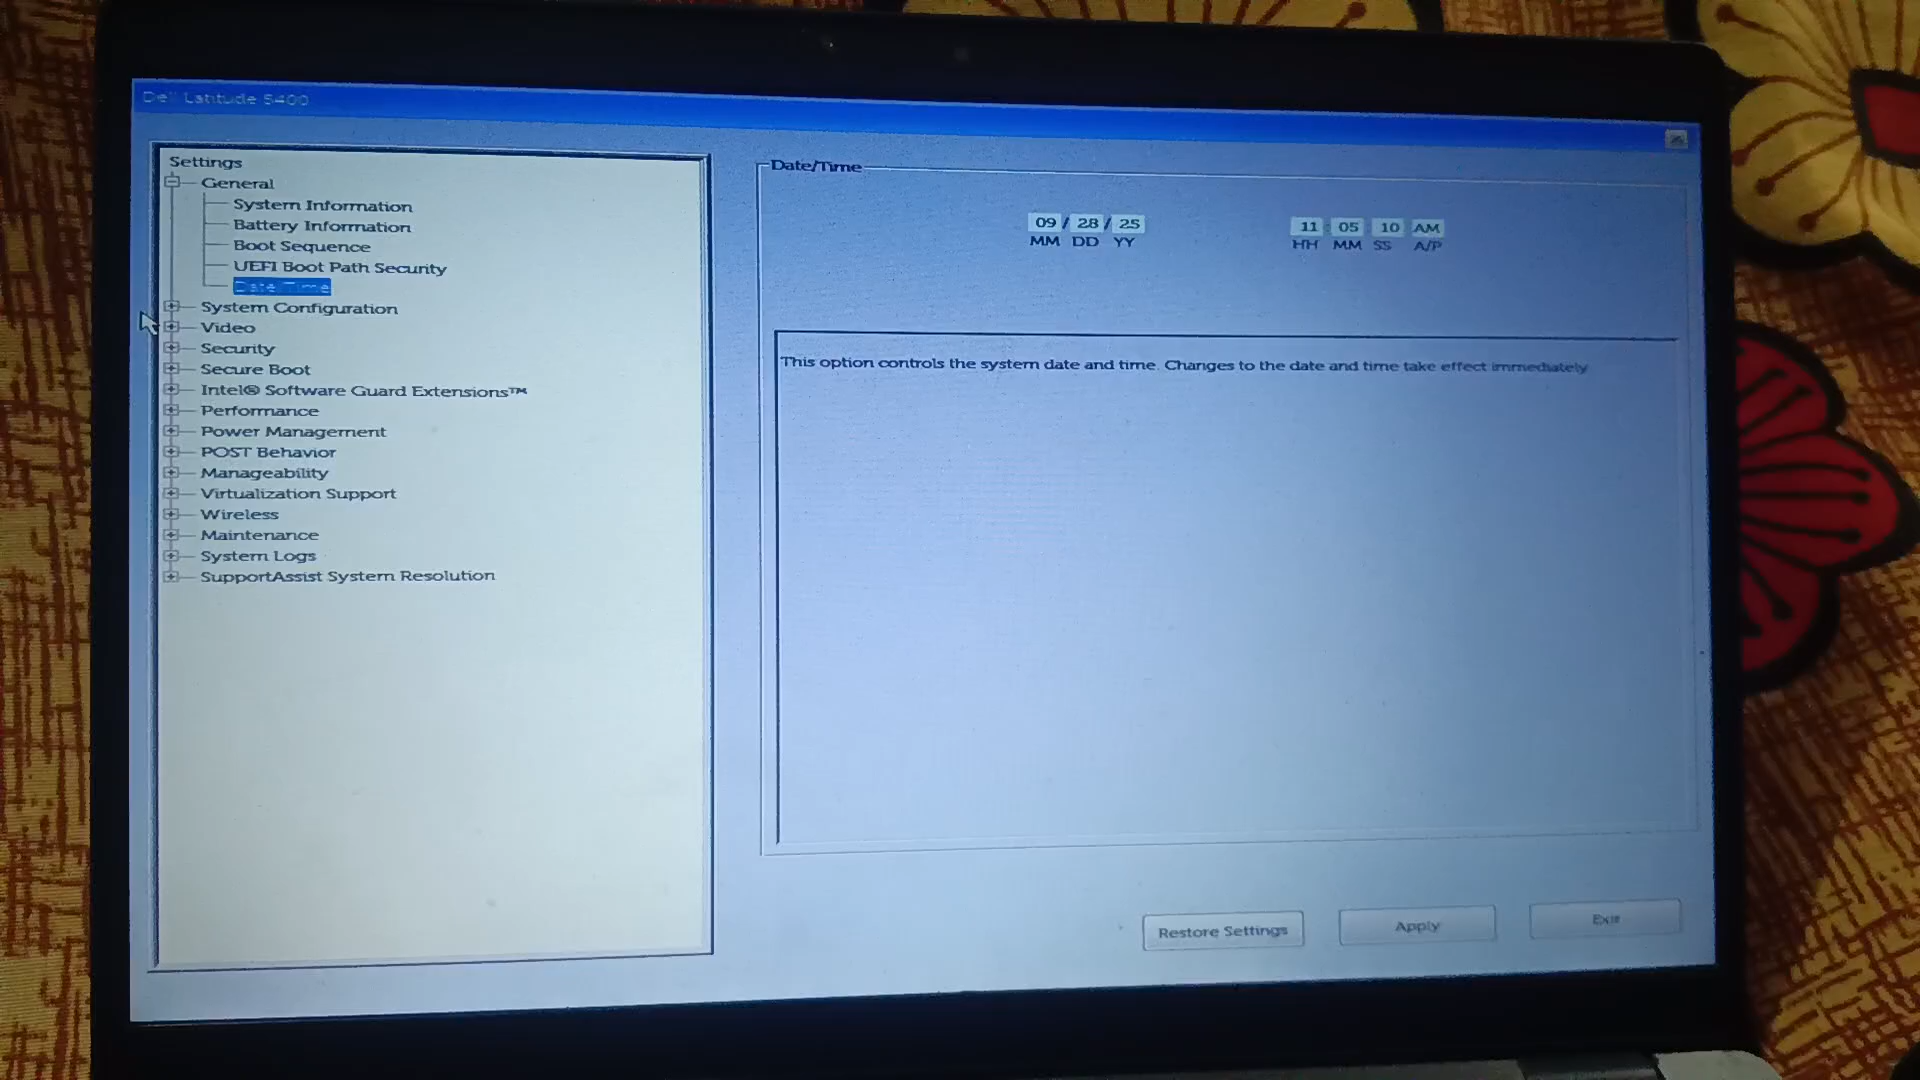 Dell Latitude 5400
Settings
General
System Information
Battery Information
Boot Sequence
UEFI Boot Path Security
Date/Time
System Configuration
Video
Security
Secure Boot
Intel® Software Guard Extensions™
Performance
Power Management
POST Behavior
Manageability
Virtualization Support
Wireless
Maintenance
System Logs
SupportAssist System Resolution
Date/Time
09 / 28 / 25
MM DD YY
11 : 05 : 10 AM
HH MM SS A/P
This option controls the system date and time. Changes to the date and time take effect immediately.
Restore Settings
Apply
Exit